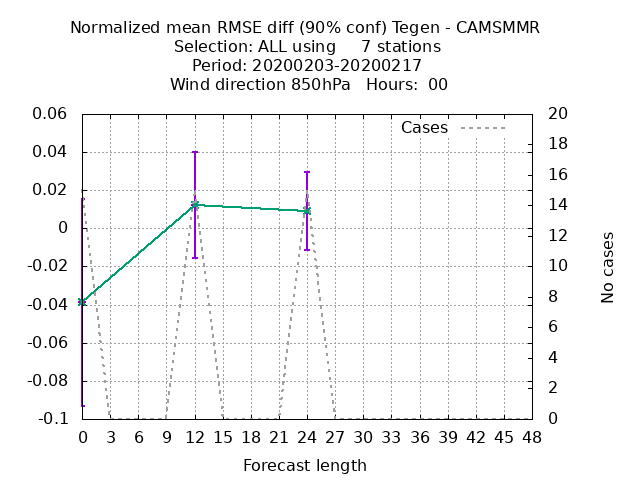 Normalized mean RMSE diff (90% conf) Tegen - CAMSMMR
Selection: ALL using     7 stations
Period: 20200203-20200217
Wind direction 850hPa   Hours:  00
Cases
0.06
0.04
0.02
0
-0.02
-0.04
-0.06
-0.08
-0.1
20
18
16
14
12
10
8
6
4
2
0
No cases
0 3 6 9 12 15 18 21 24 27 30 33 36 39 42 45 48
Forecast length